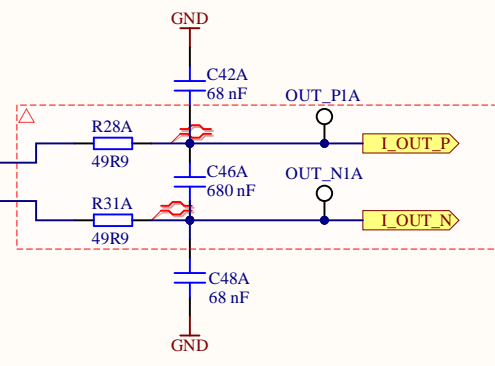 GND
C42A
68 nF
OUT_P1A
R28A
I_OUT_P
49R9
C46A
680 nF
OUT_N1A
R31A
I_OUT_N
49R9
C48A
68 nF
GND